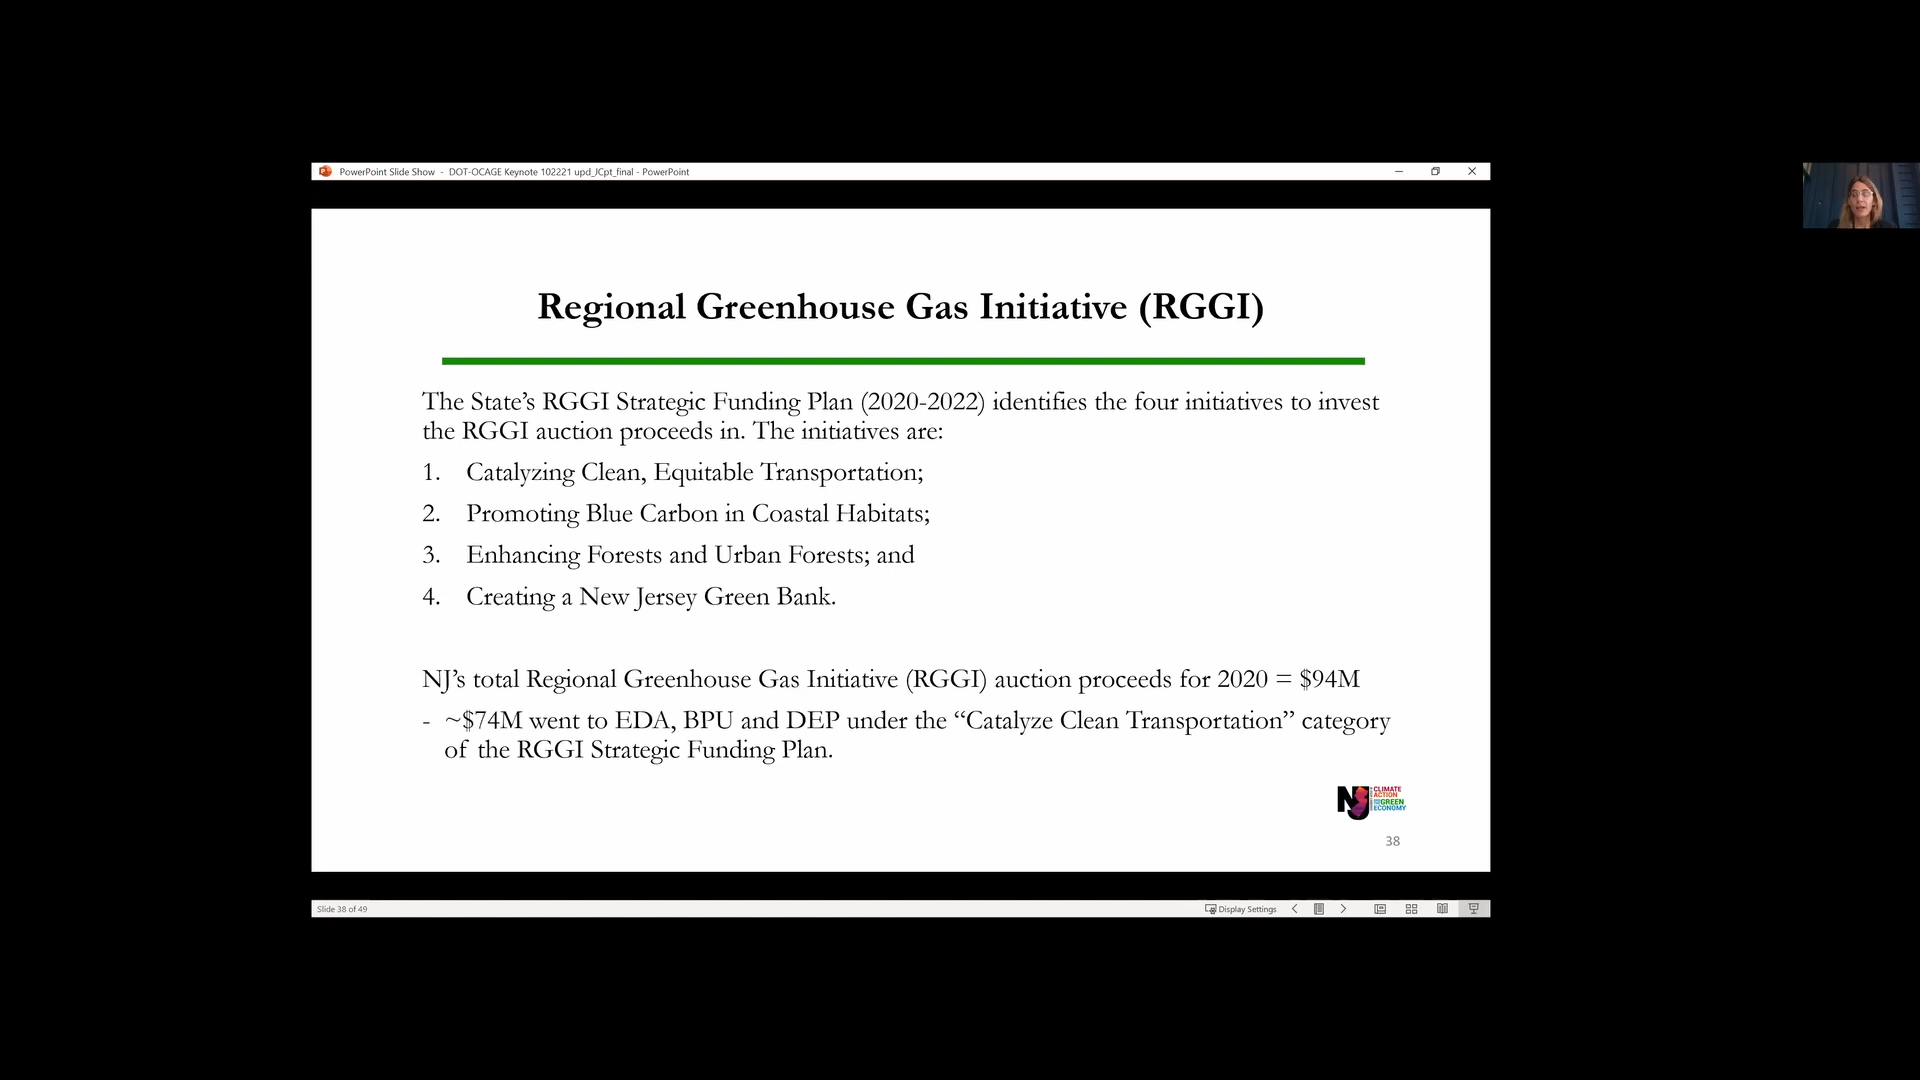 PowerPoint Slide Show - DOT-OCAGE Keynote 102221 upd_JCpt_final - PowerPoint
Regional Greenhouse Gas Initiative (RGGI)
The State’s RGGI Strategic Funding Plan (2020-2022) identifies the four initiatives to invest
the RGGI auction proceeds in. The initiatives are:
1. Catalyzing Clean, Equitable Transportation;
2. Promoting Blue Carbon in Coastal Habitats;
3. Enhancing Forests and Urban Forests; and
4. Creating a New Jersey Green Bank.
NJ’s total Regional Greenhouse Gas Initiative (RGGI) auction proceeds for 2020 = $94M
- ~$74M went to EDA, BPU and DEP under the “Catalyze Clean Transportation” category
of the RGGI Strategic Funding Plan.
NJ
CLIMATE
ACTION
GREEN
ECONOMY
38
Slide 38 of 49
Display Settings